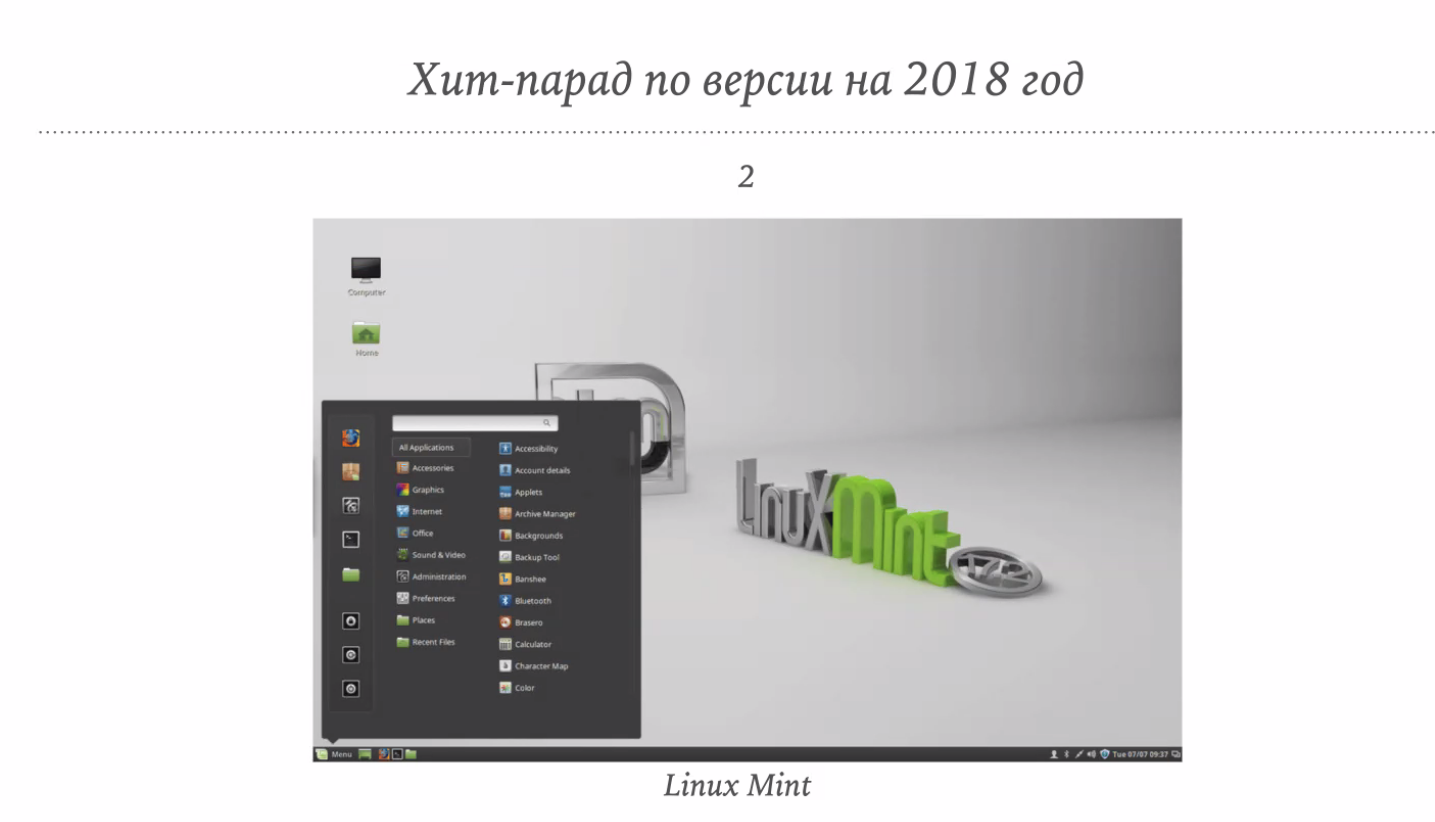 Хит-парад по версии на 2018 год
2
Computer
Home
All Applications
Accessories
Graphics
Internet
Office
Sound & Video
Administration
Preferences
Places
Recent Files
Accessibility
Account details
Applets
Archive Manager
Backgrounds
Backup Tool
Banshee
Bluetooth
Brasero
Calculator
Character Map
Color
LinuxMint
17.2
Menu
Tue 07/07 09:37
Linux Mint